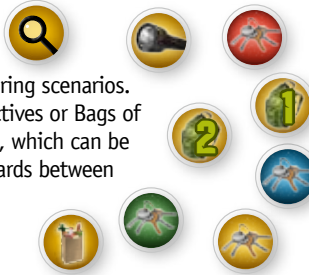 ring scenarios.
ctives or Bags of
, which can be
ards between
1
2